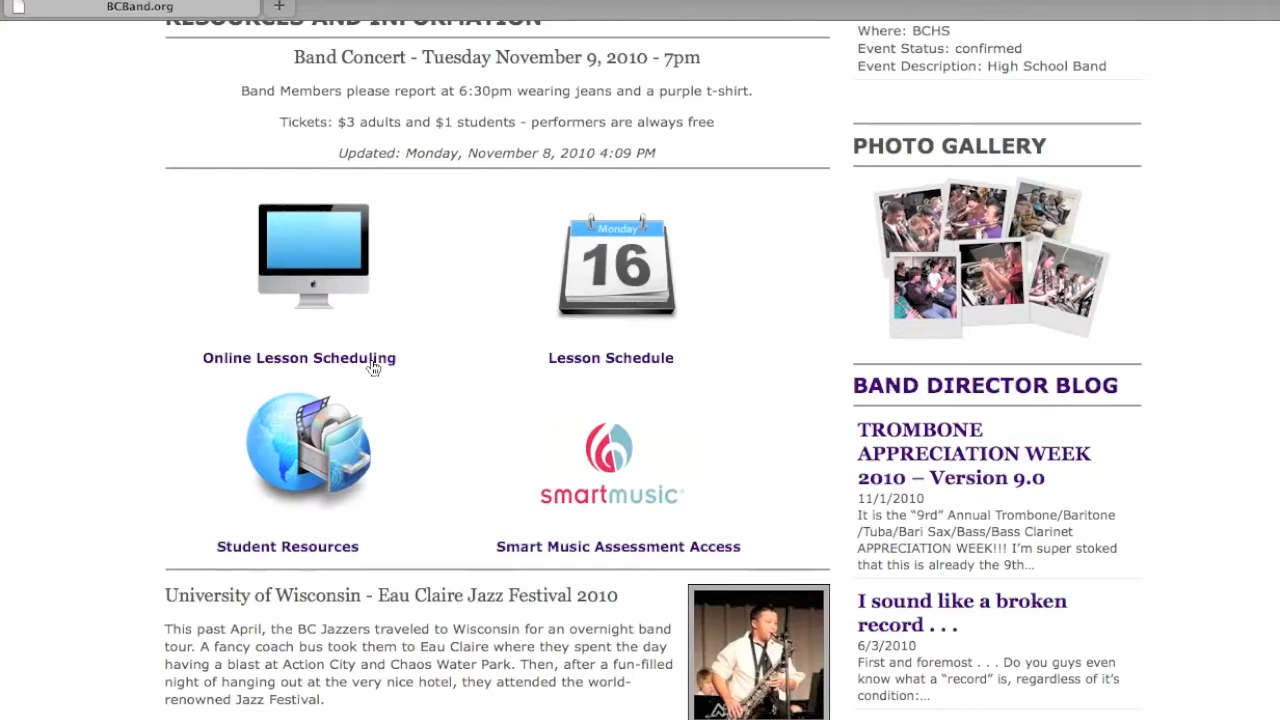 BCBand.org
+
RESOURCES AND INFORMATION
Band Concert - Tuesday November 9, 2010 - 7pm
Band Members please report at 6:30pm wearing jeans and a purple t-shirt.
Tickets: $3 adults and $1 students - performers are always free
Updated: Monday, November 8, 2010 4:09 PM
Monday
16
Online Lesson Scheduling
Lesson Schedule
smartmusic
Student Resources
Smart Music Assessment Access
University of Wisconsin - Eau Claire Jazz Festival 2010
This past April, the BC Jazzers traveled to Wisconsin for an overnight band
tour. A fancy coach bus took them to Eau Claire where they spent the day
having a blast at Action City and Chaos Water Park. Then, after a fun-filled
night of hanging out at the very nice hotel, they attended the world-
renowned Jazz Festival.
Where: BCHS
Event Status: confirmed
Event Description: High School Band
PHOTO GALLERY
BAND DIRECTOR BLOG
TROMBONE
APPRECIATION WEEK
2010 – Version 9.0
11/1/2010
It is the “9rd” Annual Trombone/Baritone
/Tuba/Bari Sax/Bass/Bass Clarinet
APPRECIATION WEEK!!! I’m super stoked
that this is already the 9th...
I sound like a broken
record . . .
6/3/2010
First and foremost . . . Do you guys even
know what a “record” is, regardless of it’s
condition:...